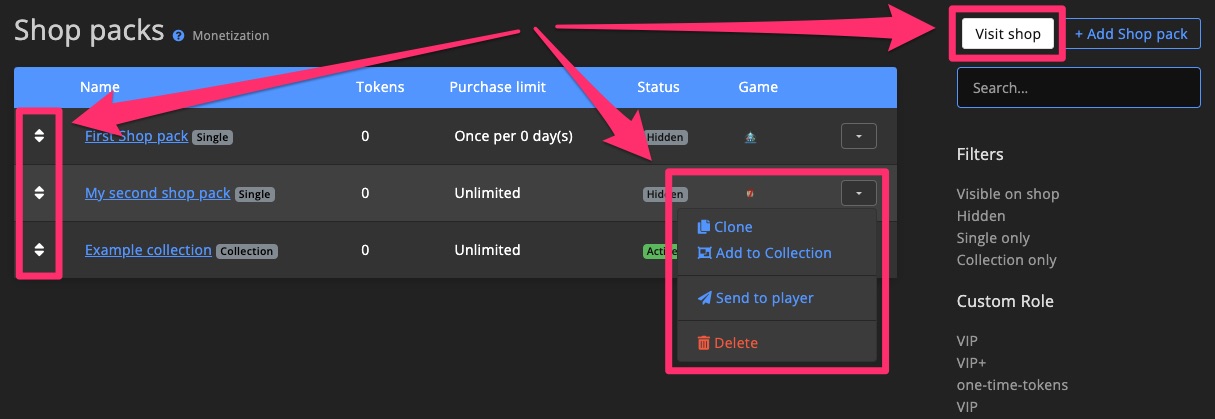 Shop packs Monetization
Visit shop
+ Add Shop pack
Name Tokens Purchase limit Status Game
First Shop pack Single 0 Once per 0 day(s) Hidden
My second shop pack Single 0 Unlimited Hidden
Example collection Collection 0 Unlimited Active
Clone
Add to Collection
Send to player
Delete
Search...
Filters
Visible on shop
Hidden
Single only
Collection only
Custom Role
VIP
VIP+
one-time-tokens
VIP